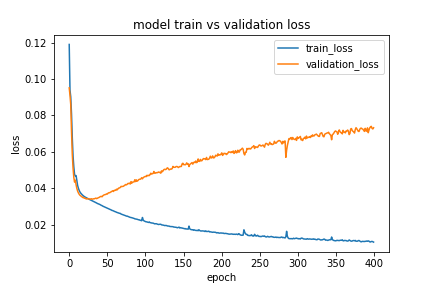 model train vs validation loss
train_loss
validation_loss
loss
0.12
0.10
0.08
0.06
0.04
0.02
0 50 100 150 200 250 300 350 400
epoch